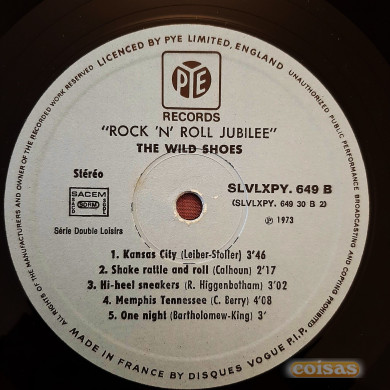 LICENCED BY PYE LIMITED, ENGLAND
UNAUTHORIZED PUBLIC PERFORMANCE BROADCASTING AND COPYING PROHIBITED
ALL RIGHTS OF THE MANUFACTURERS AND OWNER OF THE RECORDED WORK RESERVED
PYE
RECORDS
"ROCK 'N' ROLL JUBILEE"
THE WILD SHOES
Stéréo
SLVLXPY. 649 B
(SLVLXPY. 649 30 B 2)
SACEM
Ⓟ 1973
Série Double Loisirs
1. Kansas City (Leiber-Stoller) 3'46
2. Shake rattle and roll (Calhoun) 2'17
3. Hi-heel sneakers (R. Higgenbotham) 3'02
4. Memphis Tennessee (C. Berry) 4'08
5. One night (Bartholomew-King) 3'
MADE IN FRANCE BY DISQUES VOGUE P.I.P.
coisas